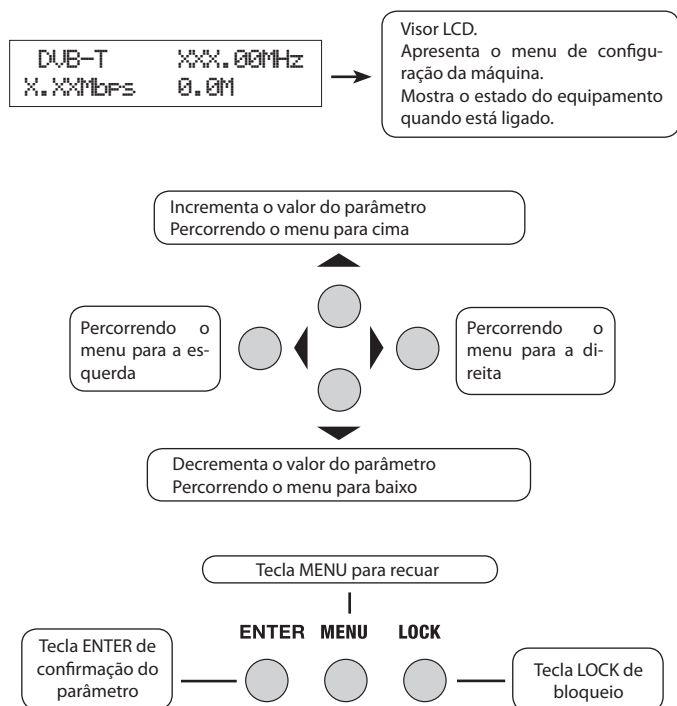 DVB-T XXX.00MHz
X.XXMbps 0.0M
Visor LCD.
Apresenta o menu de configu-
ração da máquina.
Mostra o estado do equipamento
quando está ligado.
Incrementa o valor do parâmetro
Percorrendo o menu para cima
Percorrendo o
menu para a es-
querda
Percorrendo o
menu para a di-
reita
Decrementa o valor do parâmetro
Percorrendo o menu para baixo
Tecla MENU para recuar
ENTER MENU LOCK
Tecla ENTER de
confirmação do
parâmetro
Tecla LOCK de
bloqueio